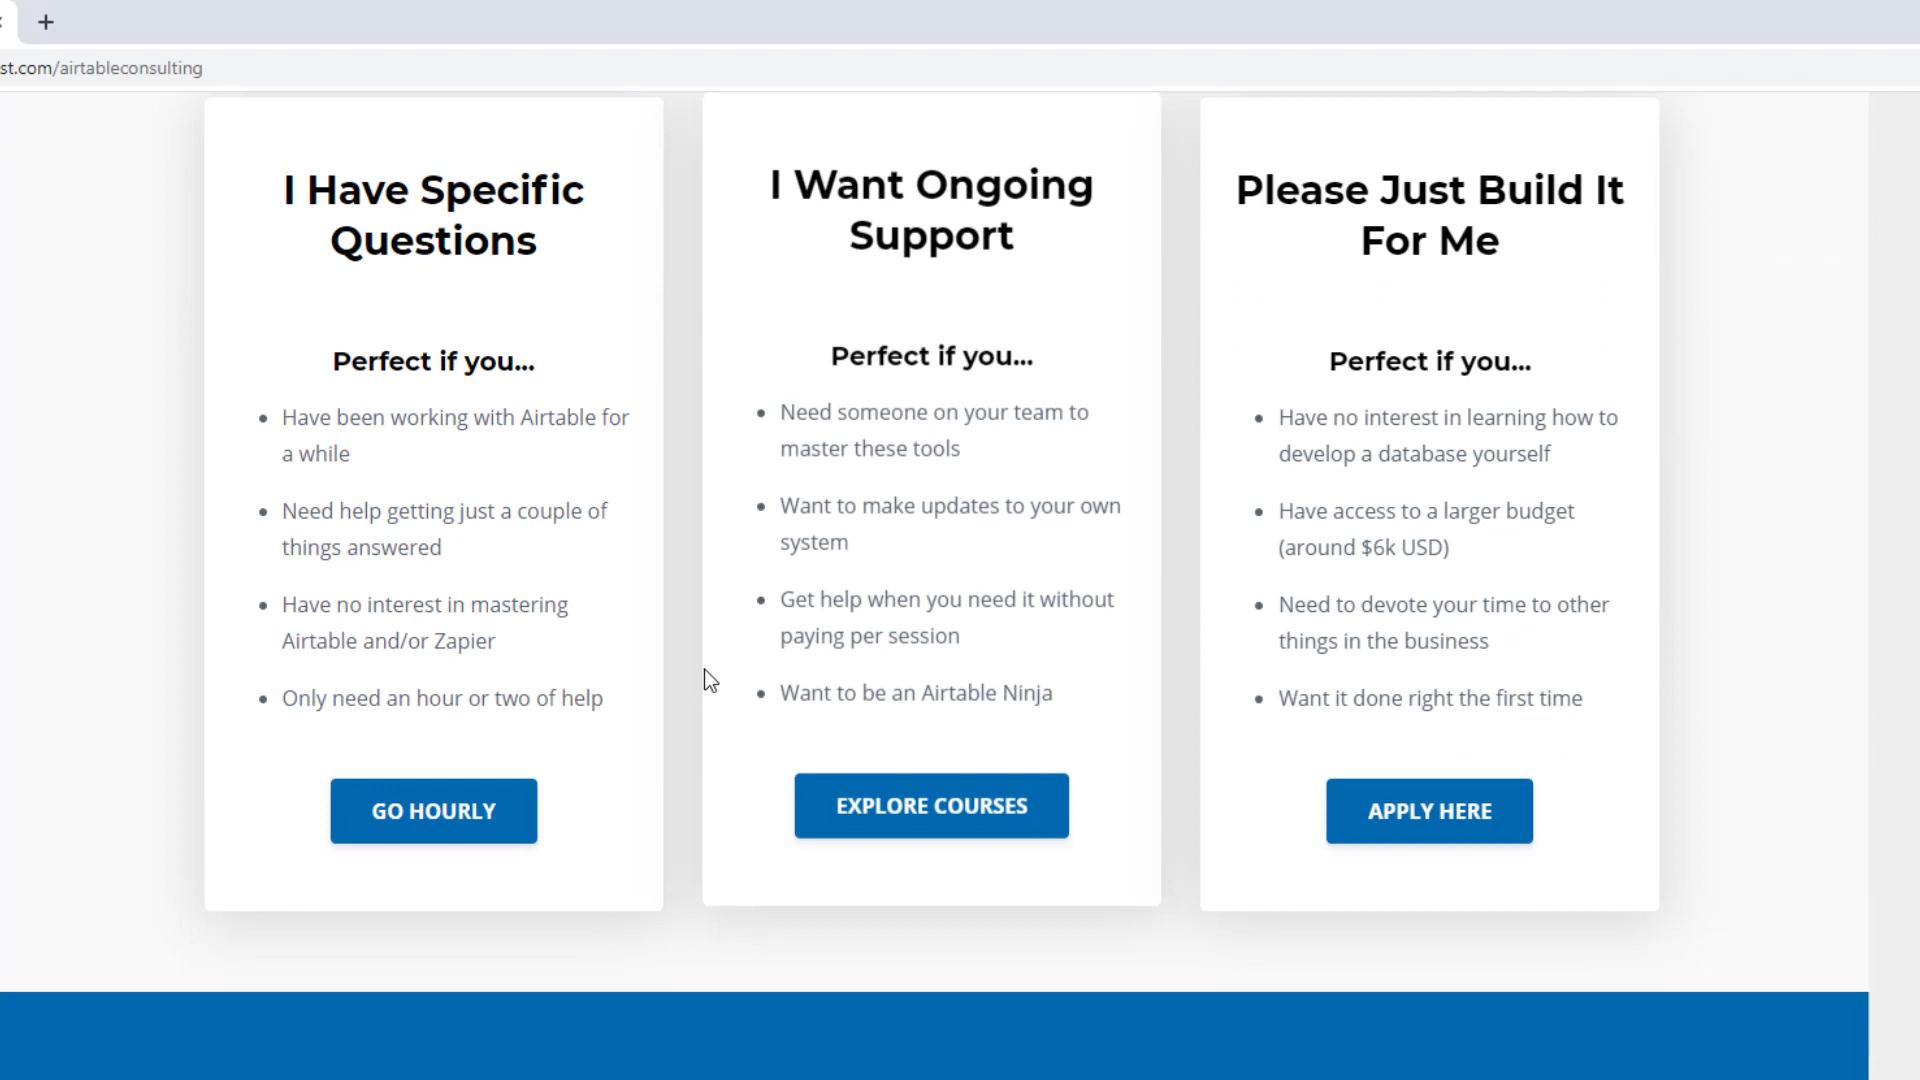 st.com/airtableconsulting
I Have Specific
Questions
Perfect if you...
• Have been working with Airtable for
a while
• Need help getting just a couple of
things answered
• Have no interest in mastering
Airtable and/or Zapier
• Only need an hour or two of help
GO HOURLY
I Want Ongoing
Support
Perfect if you...
• Need someone on your team to
master these tools
• Want to make updates to your own
system
• Get help when you need it without
paying per session
• Want to be an Airtable Ninja
EXPLORE COURSES
Please Just Build It
For Me
Perfect if you...
• Have no interest in learning how to
develop a database yourself
• Have access to a larger budget
(around $6k USD)
• Need to devote your time to other
things in the business
• Want it done right the first time
APPLY HERE